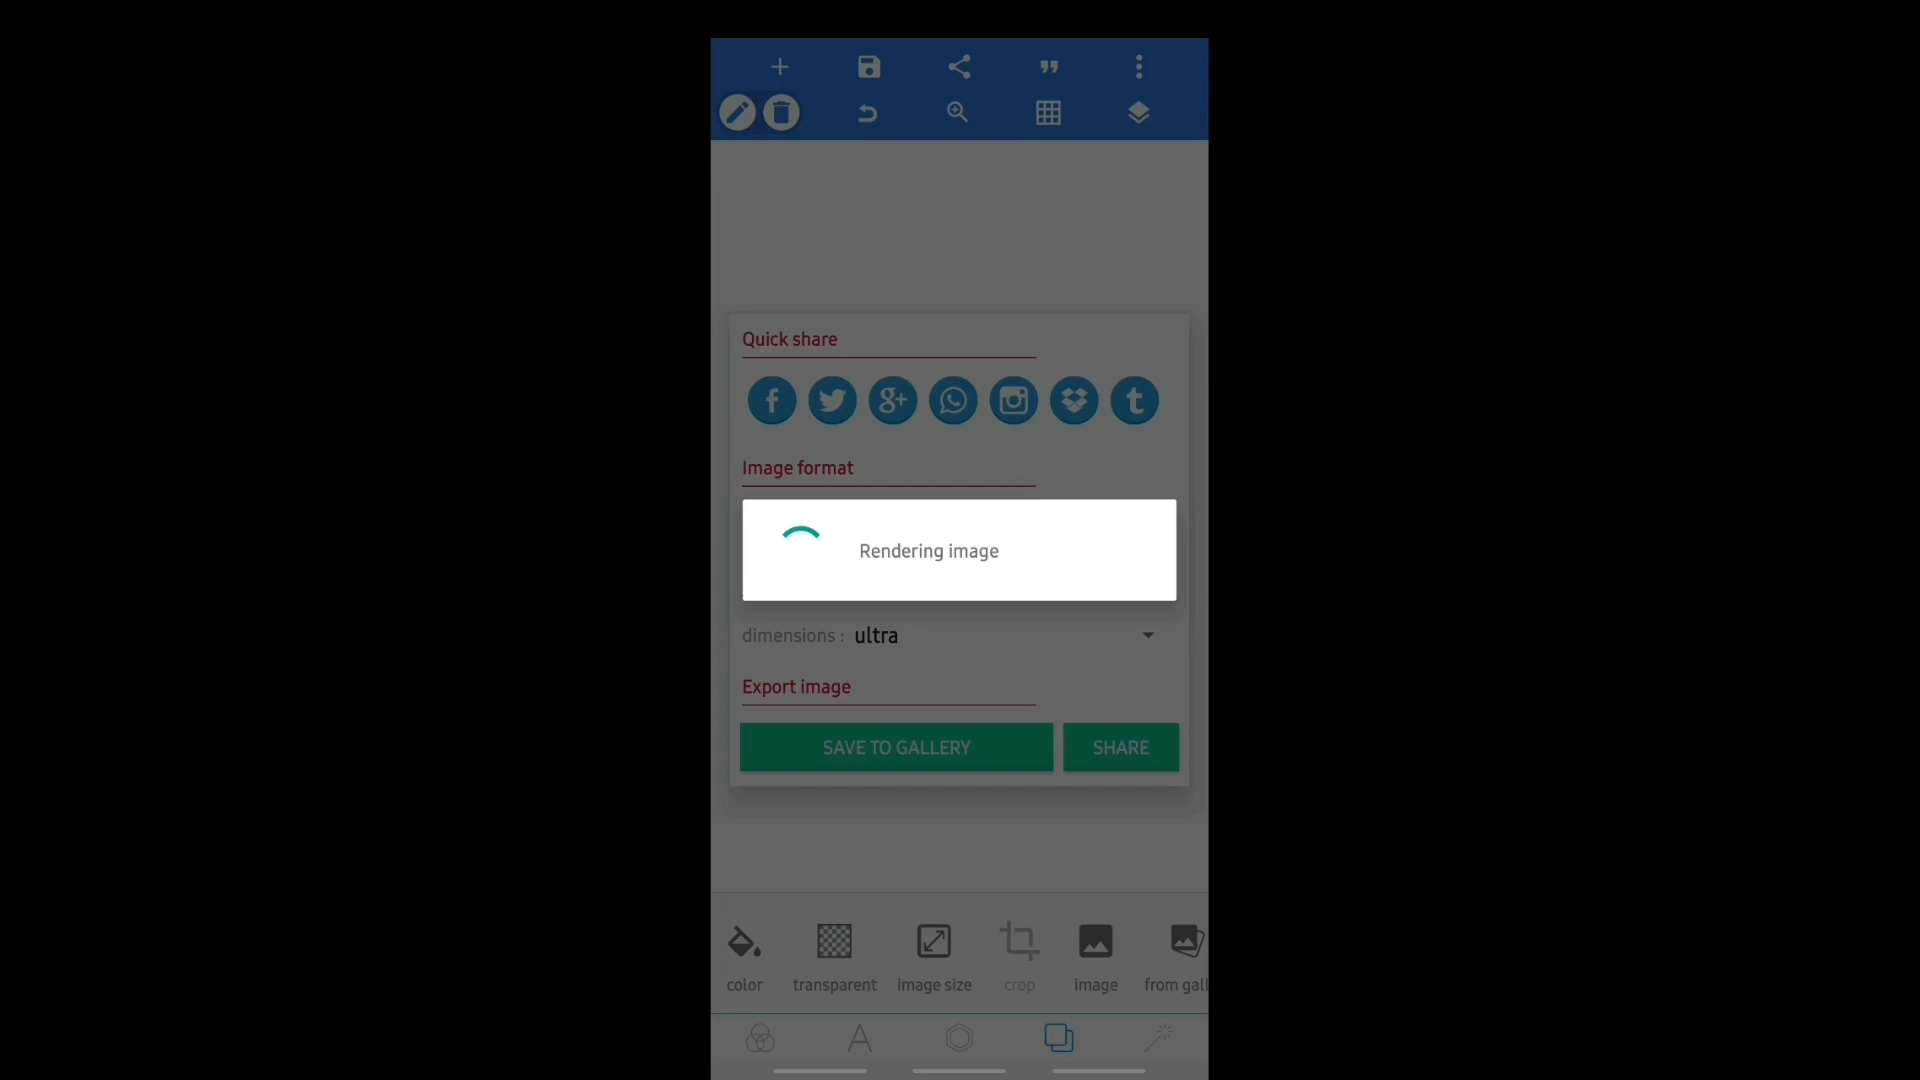 Quick share
Image format
Rendering image
dimensions : ultra
Export image
SAVE TO GALLERY SHARE
color transparent image size crop image from gall